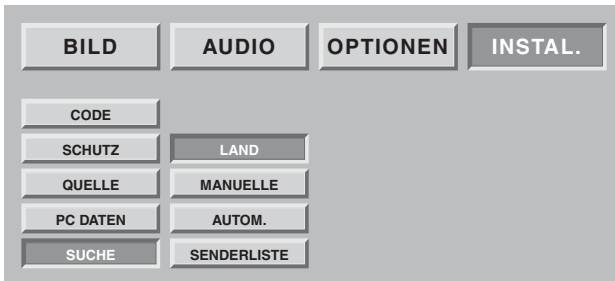 BILD AUDIO OPTIONEN INSTAL.
CODE
SCHUTZ LAND
QUELLE MANUELLE
PC DATEN AUTOM.
SUCHE SENDERLISTE